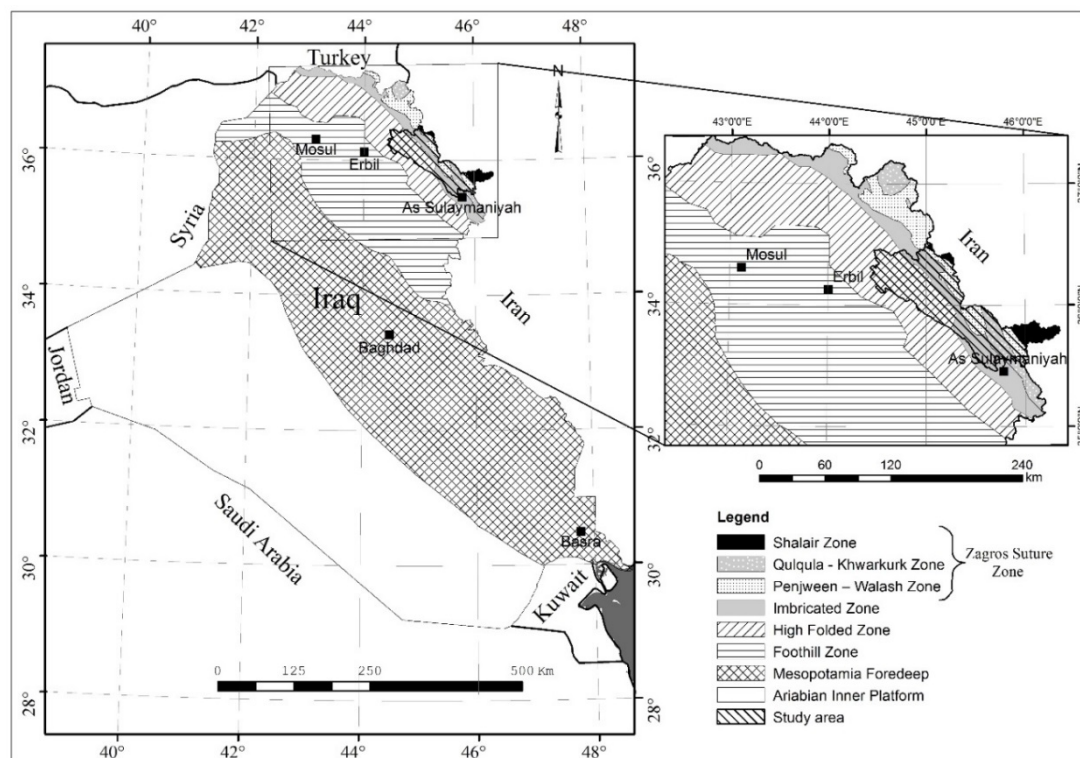 40°
42°
44°
46°
48°
Turkey
N
36°
36°
Mosul
Erbil
As Sulaymaniyah
Syria
34°
34°
Iraq
Iran
Baghdad
Jordan
32°
32°
Saudi Arabia
Basra
30°
30°
Kuwait
0 125 250 500 Km
28°
28°
40°
42°
44°
46°
48°
43°0'0"E
44°0'0"E
45°0'0"E
46°0'0"E
Iran
Mosul
Erbil
As Sulaymaniyah
0 60 120 240
km
Legend
Shalair Zone
Qulqula - Khwarkurk Zone
Penjween – Walash Zone
Zagros Suture
Zone
Imbricated Zone
High Folded Zone
Foothill Zone
Mesopotamia Foredeep
Ariabian Inner Platform
Study area